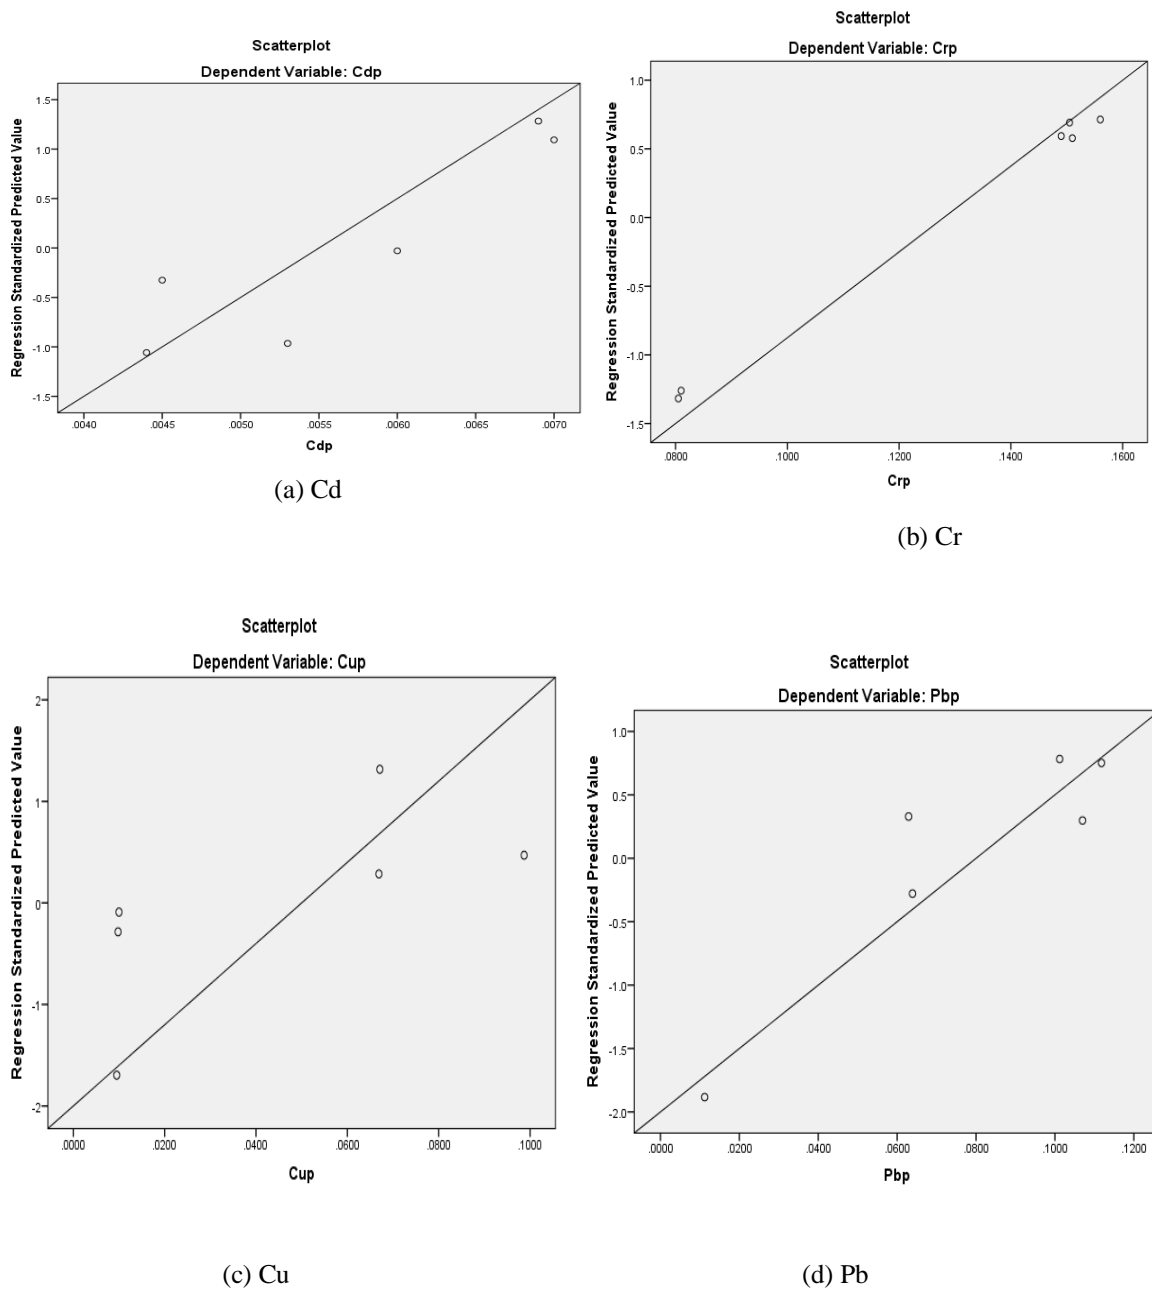 Scatterplot
Dependent Variable: Cdp
Regression Standardized Predicted Value
1.5
1.0
0.5
0.0
-0.5
-1.0
-1.5
.0040 .0045 .0050 .0055 .0060 .0065 .0070
Cdp
(a) Cd
Scatterplot
Dependent Variable: Crp
Regression Standardized Predicted Value
1.0
0.5
0.0
-0.5
-1.0
-1.5
.0800 .1000 .1200 .1400 .1600
Crp
(b) Cr
Scatterplot
Dependent Variable: Cup
Regression Standardized Predicted Value
2
1
0
-1
-2
.0000 .0200 .0400 .0600 .0800 .1000
Cup
(c) Cu
Scatterplot
Dependent Variable: Pbp
Regression Standardized Predicted Value
1.0
0.5
0.0
-0.5
-1.0
-1.5
-2.0
.0000 .0200 .0400 .0600 .0800 .1000 .1200
Pbp
(d) Pb